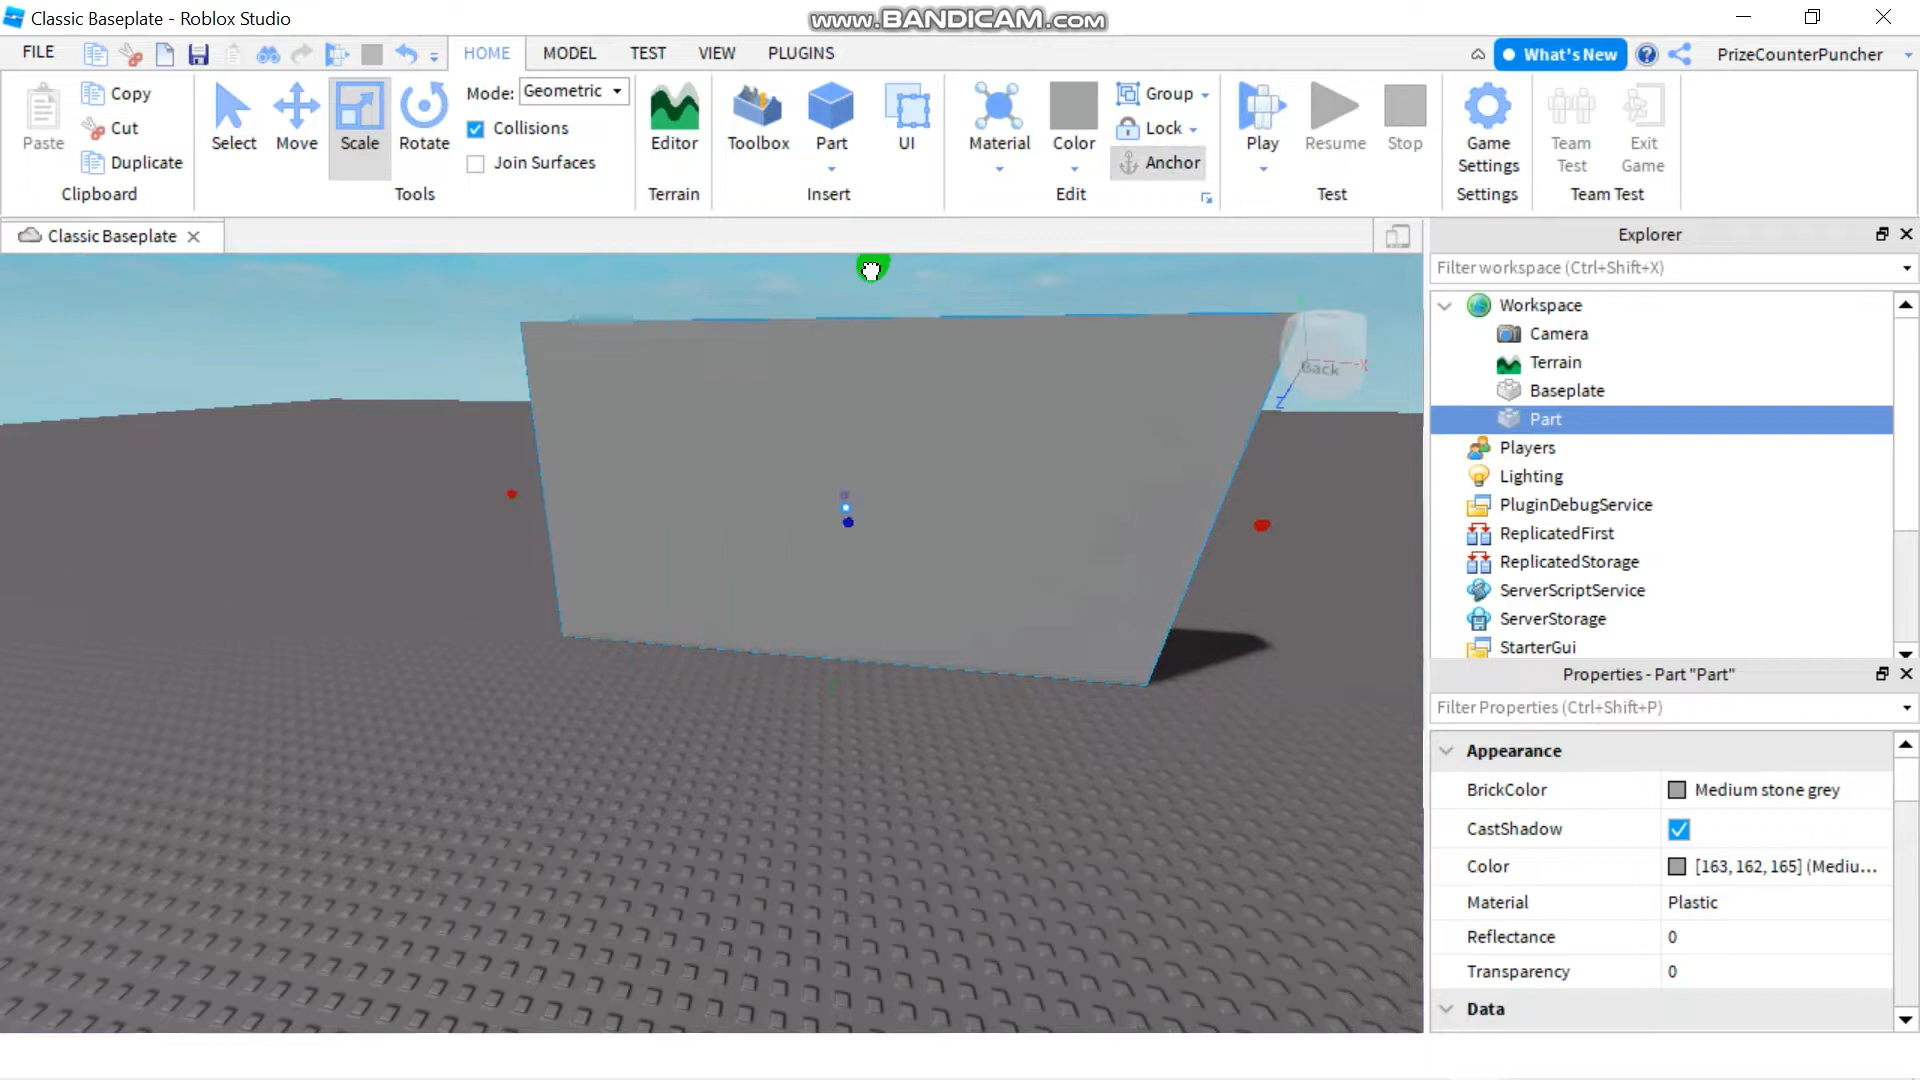 Classic Baseplate - Roblox Studio
www.BANDICAM.com
FILE
HOME
MODEL
TEST
VIEW
PLUGINS
What's New
PrizeCounterPuncher
Paste
Copy
Cut
Duplicate
Clipboard
Select
Move
Scale
Rotate
Mode: Geometric
Collisions
Join Surfaces
Tools
Editor
Terrain
Toolbox
Part
UI
Insert
Material
Color
Group
Lock
Anchor
Edit
Play
Resume
Stop
Test
Game
Settings
Settings
Team
Test
Exit
Game
Team Test
Classic Baseplate
Back
X
Z
Explorer
Filter workspace (Ctrl+Shift+X)
Workspace
Camera
Terrain
Baseplate
Part
Players
Lighting
PluginDebugService
ReplicatedFirst
ReplicatedStorage
ServerScriptService
ServerStorage
StarterGui
Properties - Part "Part"
Filter Properties (Ctrl+Shift+P)
Appearance
BrickColor Medium stone grey
CastShadow
Color [163, 162, 165] (Mediu...
Material Plastic
Reflectance 0
Transparency 0
Data